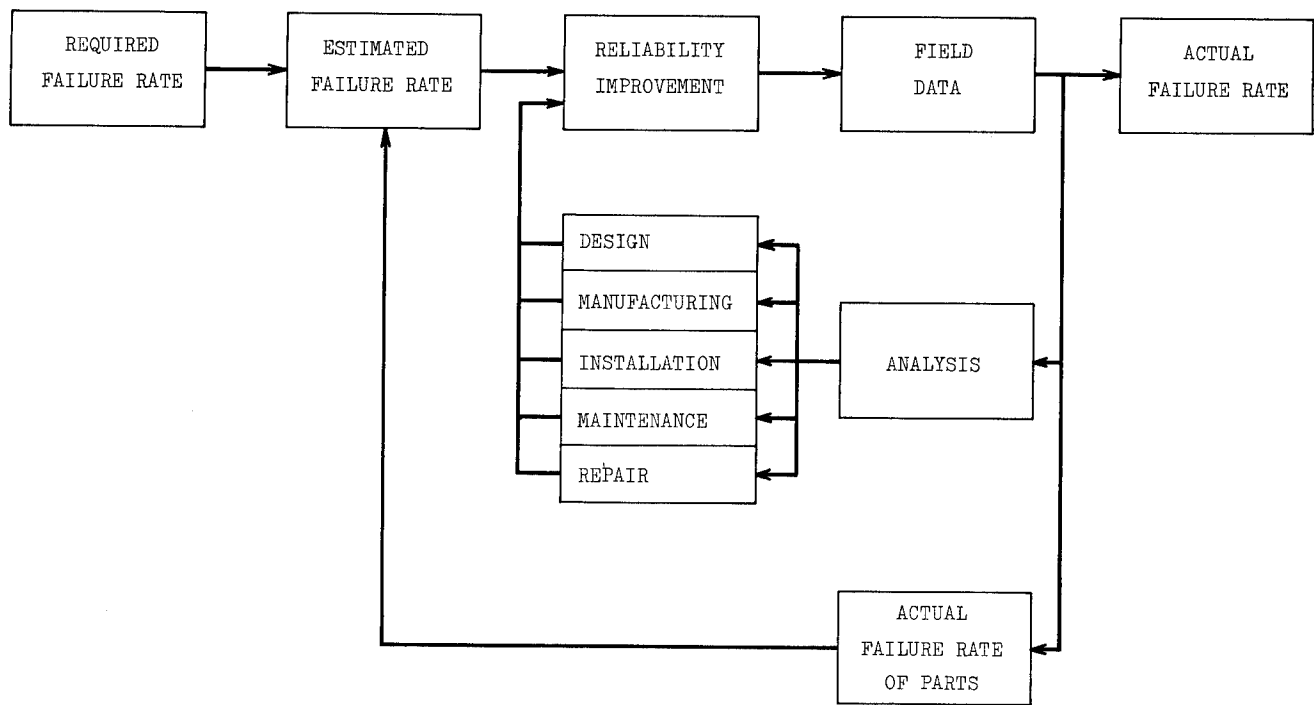 REQUIRED
FAILURE RATE
ESTIMATED
FAILURE RATE
RELIABILITY
IMPROVEMENT
FIELD
DATA
ACTUAL
FAILURE RATE
DESIGN
MANUFACTURING
INSTALLATION
MAINTENANCE
REPAIR
ANALYSIS
ACTUAL
FAILURE RATE
OF PARTS